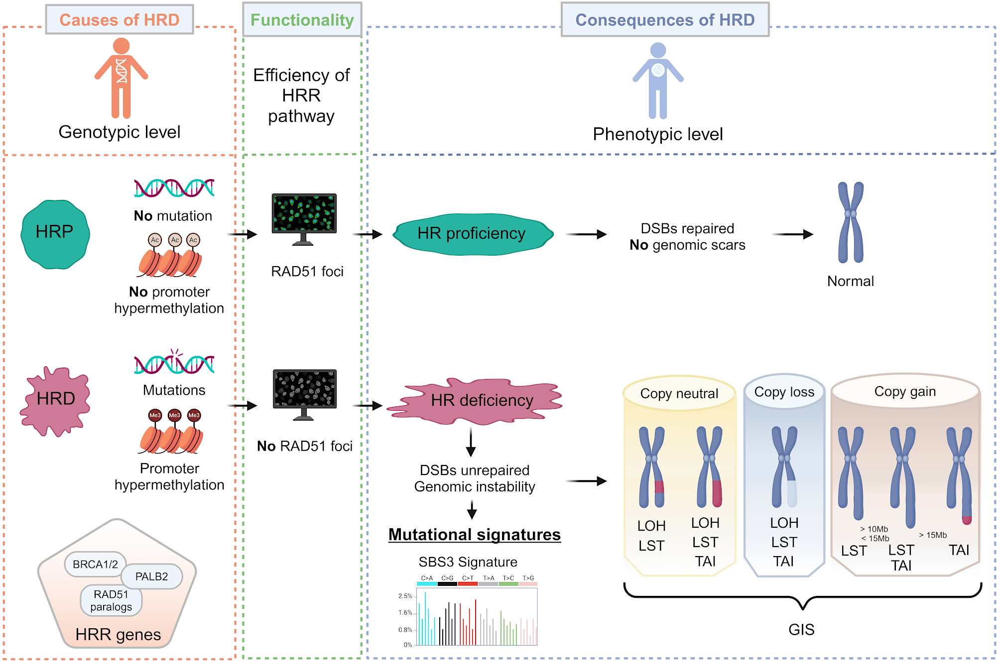 Causes of HRD
Functionality
Consequences of HRD
Genotypic level
Efficiency of
HRR
pathway
Phenotypic level
HRP
No mutation
Ac Ac Ac
No promoter
hypermethylation
RAD51 foci
HR proficiency
DSBs repaired
No genomic scars
Normal
HRD
Mutations
Me3 Me3 Me3
Promoter
hypermethylation
No RAD51 foci
HR deficiency
DSBs unrepaired
Genomic instability
Mutational signatures
SBS3 Signature
C>A C>G C>T T>A T>C T>G
2.5%
1.6%
0.8%
0%
Copy neutral
LOH
LST
LOH
LST
TAI
Copy loss
LOH
LST
TAI
Copy gain
> 10Mb
< 15Mb
LST
> 15Mb
LST
TAI
TAI
GIS
BRCA1/2
PALB2
RAD51
paralogs
HRR genes